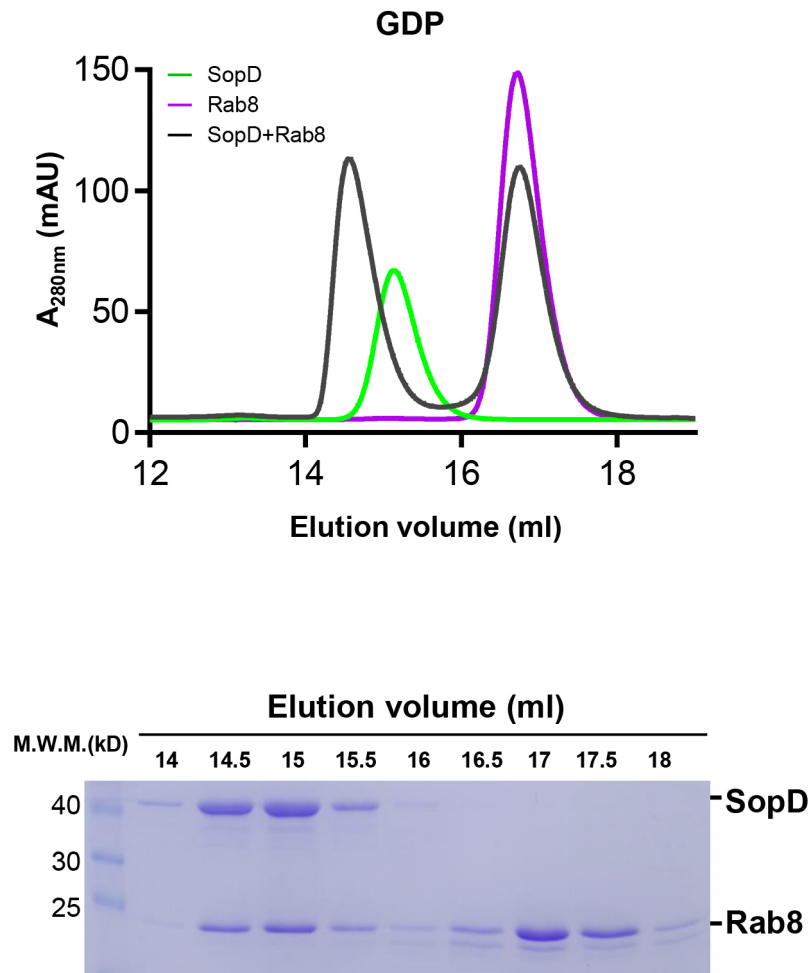 GDP
SopD
Rab8
SopD+Rab8
150
100
50
0
A280nm (mAU)
12 14 16 18
Elution volume (ml)
Elution volume (ml)
M.W.M.(kD)
14 14.5 15 15.5 16 16.5 17 17.5 18
40
SopD
30
25
Rab8